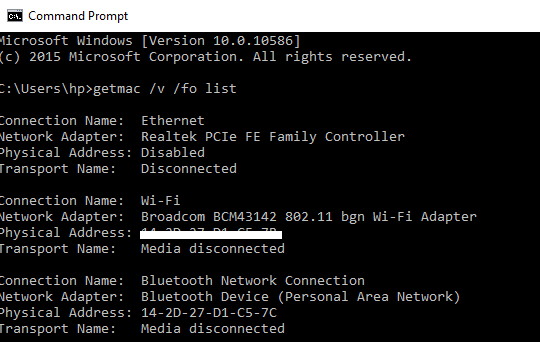 Command Prompt
Microsoft Windows [Version 10.0.10586]
(c) 2015 Microsoft Corporation. All rights reserved.
C:\Users\hp>getmac /v /fo list
Connection Name: Ethernet
Network Adapter: Realtek PCIe FE Family Controller
Physical Address: Disabled
Transport Name: Disconnected
Connection Name: Wi-Fi
Network Adapter: Broadcom BCM43142 802.11 bgn Wi-Fi Adapter
Physical Address:
Transport Name: Media disconnected
Connection Name: Bluetooth Network Connection
Network Adapter: Bluetooth Device (Personal Area Network)
Physical Address: 14-2D-27-D1-C5-7C
Transport Name: Media disconnected